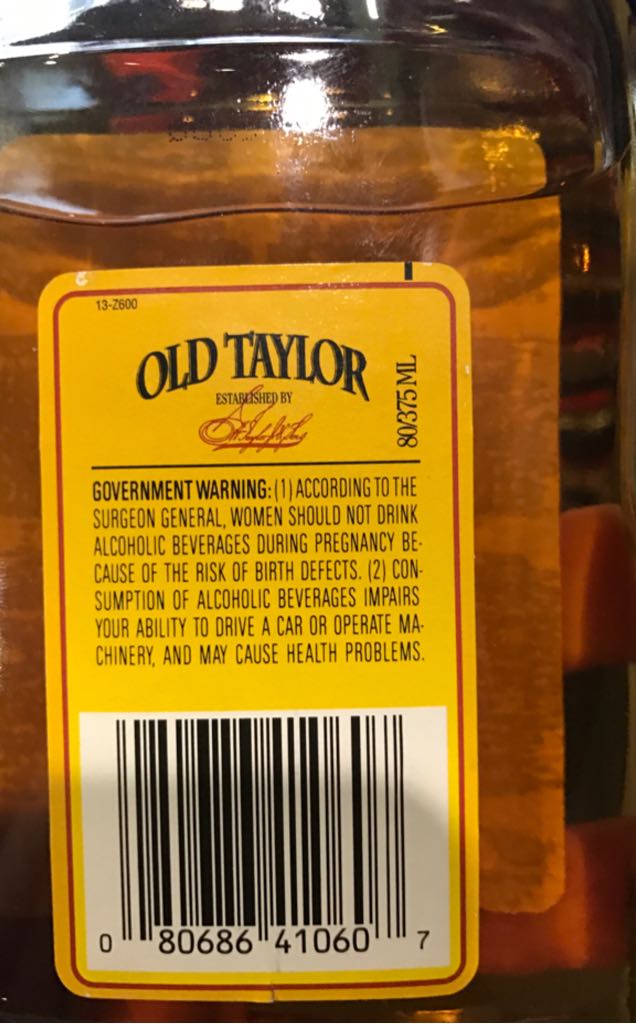 13-Z600
OLD TAYLOR
ESTABLISHED BY
80/375 ML
GOVERNMENT WARNING: (1) ACCORDING TO THE
SURGEON GENERAL, WOMEN SHOULD NOT DRINK
ALCOHOLIC BEVERAGES DURING PREGNANCY BE-
CAUSE OF THE RISK OF BIRTH DEFECTS. (2) CON-
SUMPTION OF ALCOHOLIC BEVERAGES IMPAIRS
YOUR ABILITY TO DRIVE A CAR OR OPERATE MA-
CHINERY, AND MAY CAUSE HEALTH PROBLEMS.
0 80686 41060 7